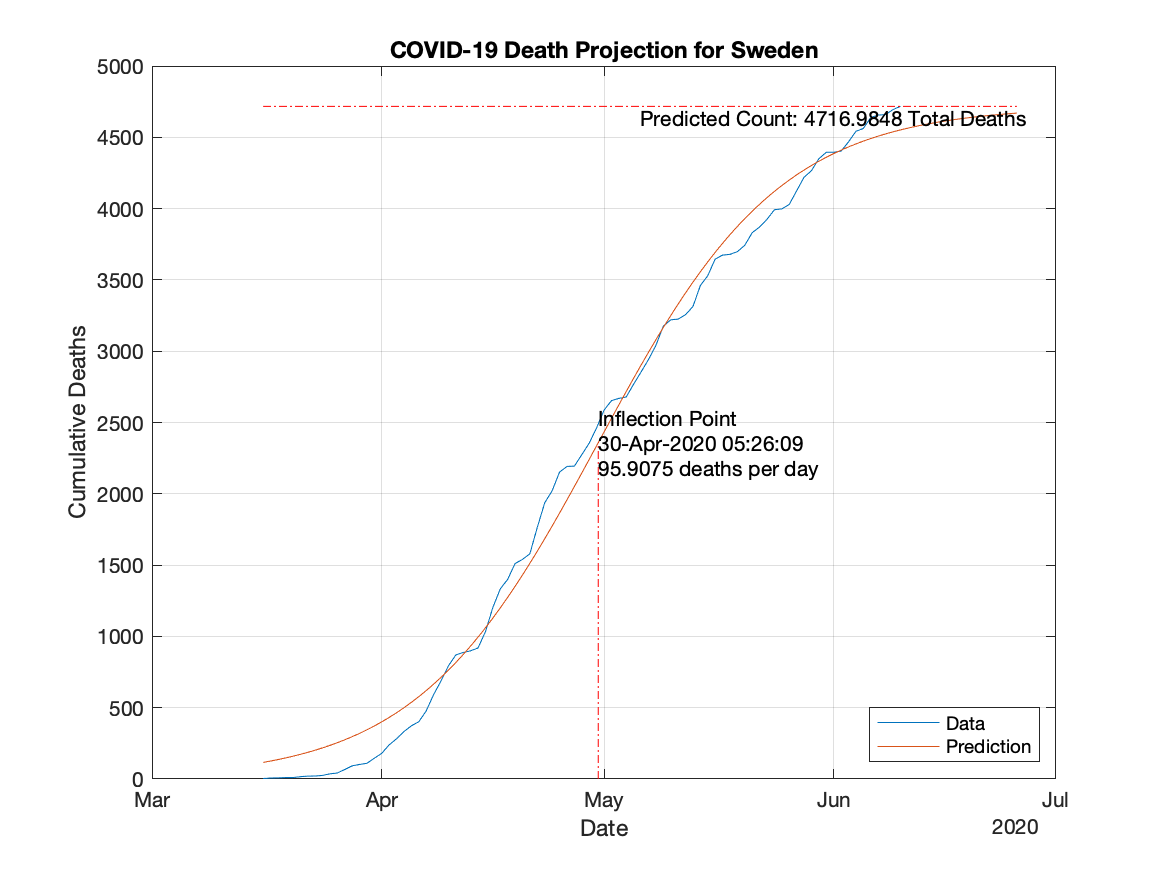 COVID-19 Death Projection for Sweden
5000
4500
4000
3500
3000
2500
2000
1500
1000
500
0
Cumulative Deaths
Predicted Count: 4716.9848 Total Deaths
Inflection Point
30-Apr-2020 05:26:09
95.9075 deaths per day
Data
Prediction
Mar Apr May Jun Jul
Date
2020